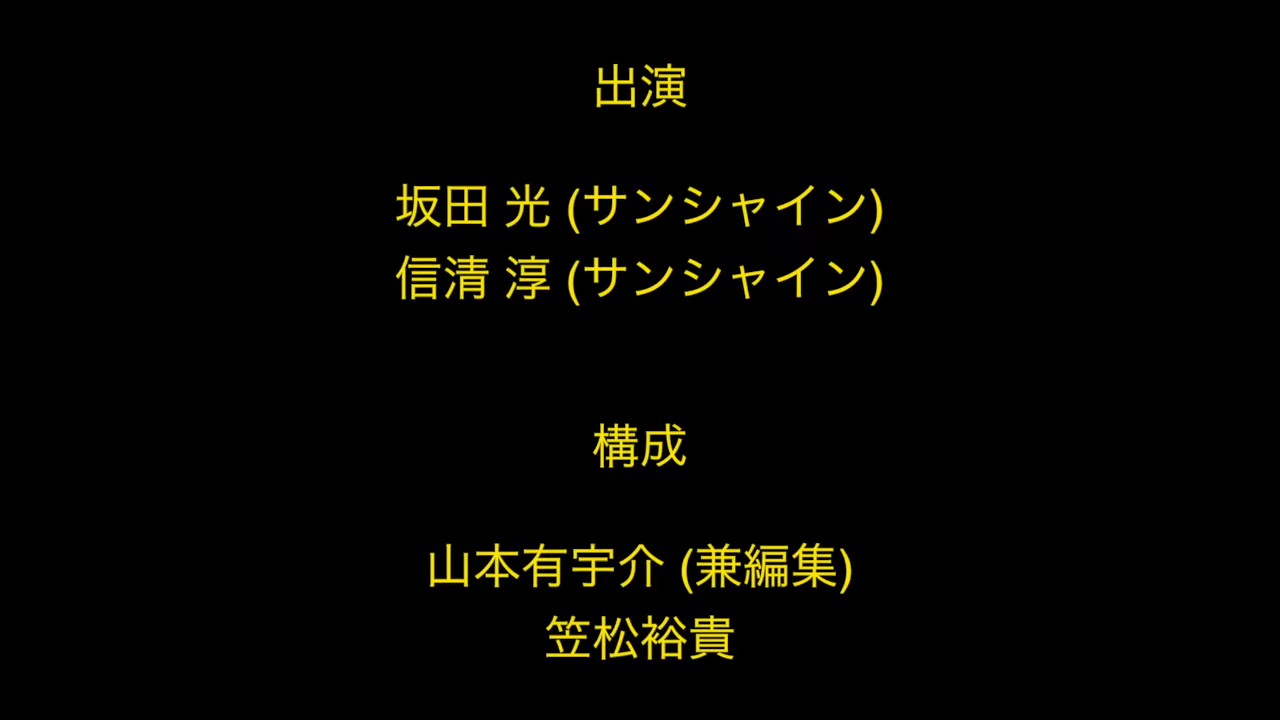 出演
坂田 光 (サンシャイン)
信清 淳 (サンシャイン)
構成
山本有宇介 (兼編集)
笠松裕貴